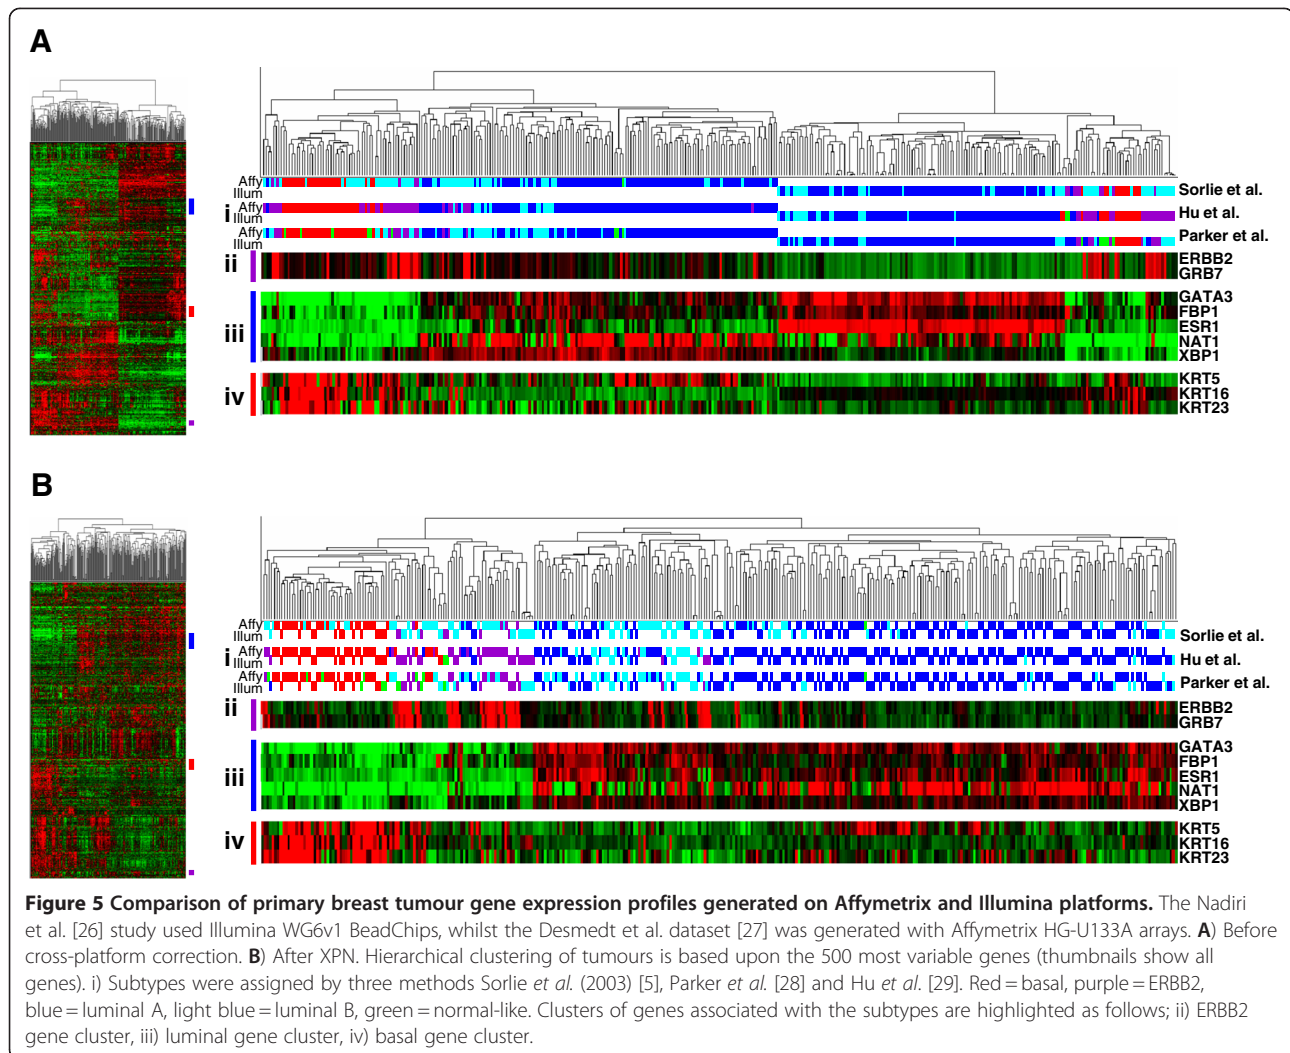 A
Affy
Illum
Sorlie et al.
i
Affy
Illum
Hu et al.
Affy
Illum
Parker et al.
ii
ERBB2
GRB7
iii
GATA3
FBP1
ESR1
NAT1
XBP1
iv
KRT5
KRT16
KRT23
B
Affy
Illum
Sorlie et al.
i
Affy
Illum
Hu et al.
Affy
Illum
Parker et al.
ii
ERBB2
GRB7
iii
GATA3
FBP1
ESR1
NAT1
XBP1
iv
KRT5
KRT16
KRT23
Figure 5 Comparison of primary breast tumour gene expression profiles generated on Affymetrix and Illumina platforms. The Nadiri
et al. [26] study used Illumina WG6v1 BeadChips, whilst the Desmedt et al. dataset [27] was generated with Affymetrix HG-U133A arrays. A) Before
cross-platform correction. B) After XPN. Hierarchical clustering of tumours is based upon the 500 most variable genes (thumbnails show all
genes). i) Subtypes were assigned by three methods Sorlie et al. (2003) [5], Parker et al. [28] and Hu et al. [29]. Red = basal, purple = ERBB2,
blue = luminal A, light blue = luminal B, green = normal-like. Clusters of genes associated with the subtypes are highlighted as follows; ii) ERBB2
gene cluster, iii) luminal gene cluster, iv) basal gene cluster.